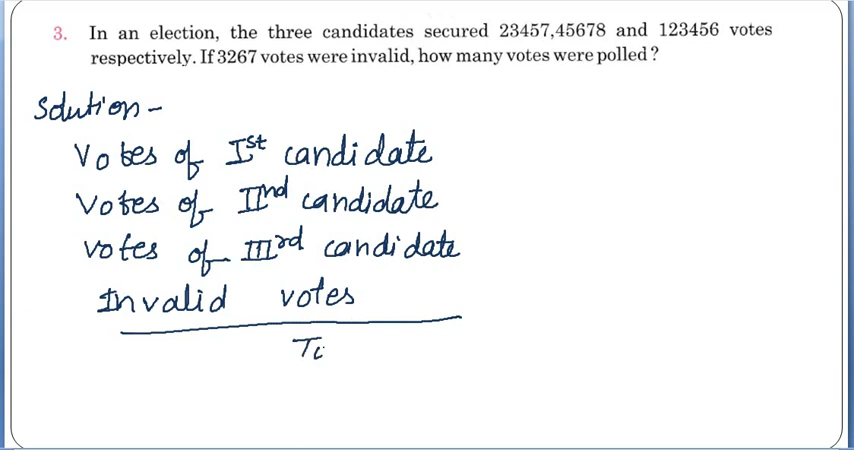 3. In an election, the three candidates secured 23457,45678 and 123456 votes
respectively. If 3267 votes were invalid, how many votes were polled ?
Solution -
Votes of Ist candidate
Votes of IInd candidate
votes of IIIrd candidate
Invalid votes
To